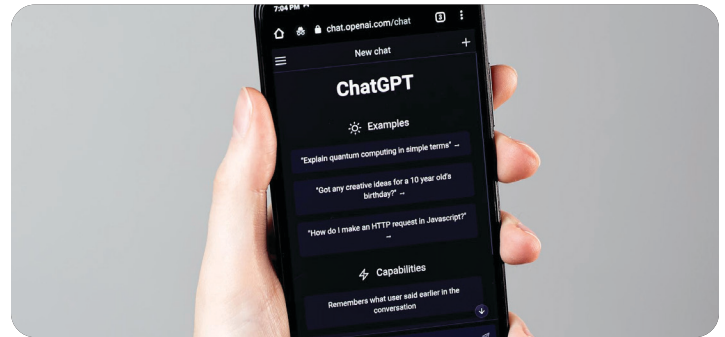 7:04 PM
chat.openai.com/chat
3
New chat
ChatGPT
Examples
"Explain quantum computing in simple terms" →
"Got any creative ideas for a 10 year old's
birthday?" →
"How do I make an HTTP request in Javascript?"
→
Capabilities
Remembers what user said earlier in the
conversation